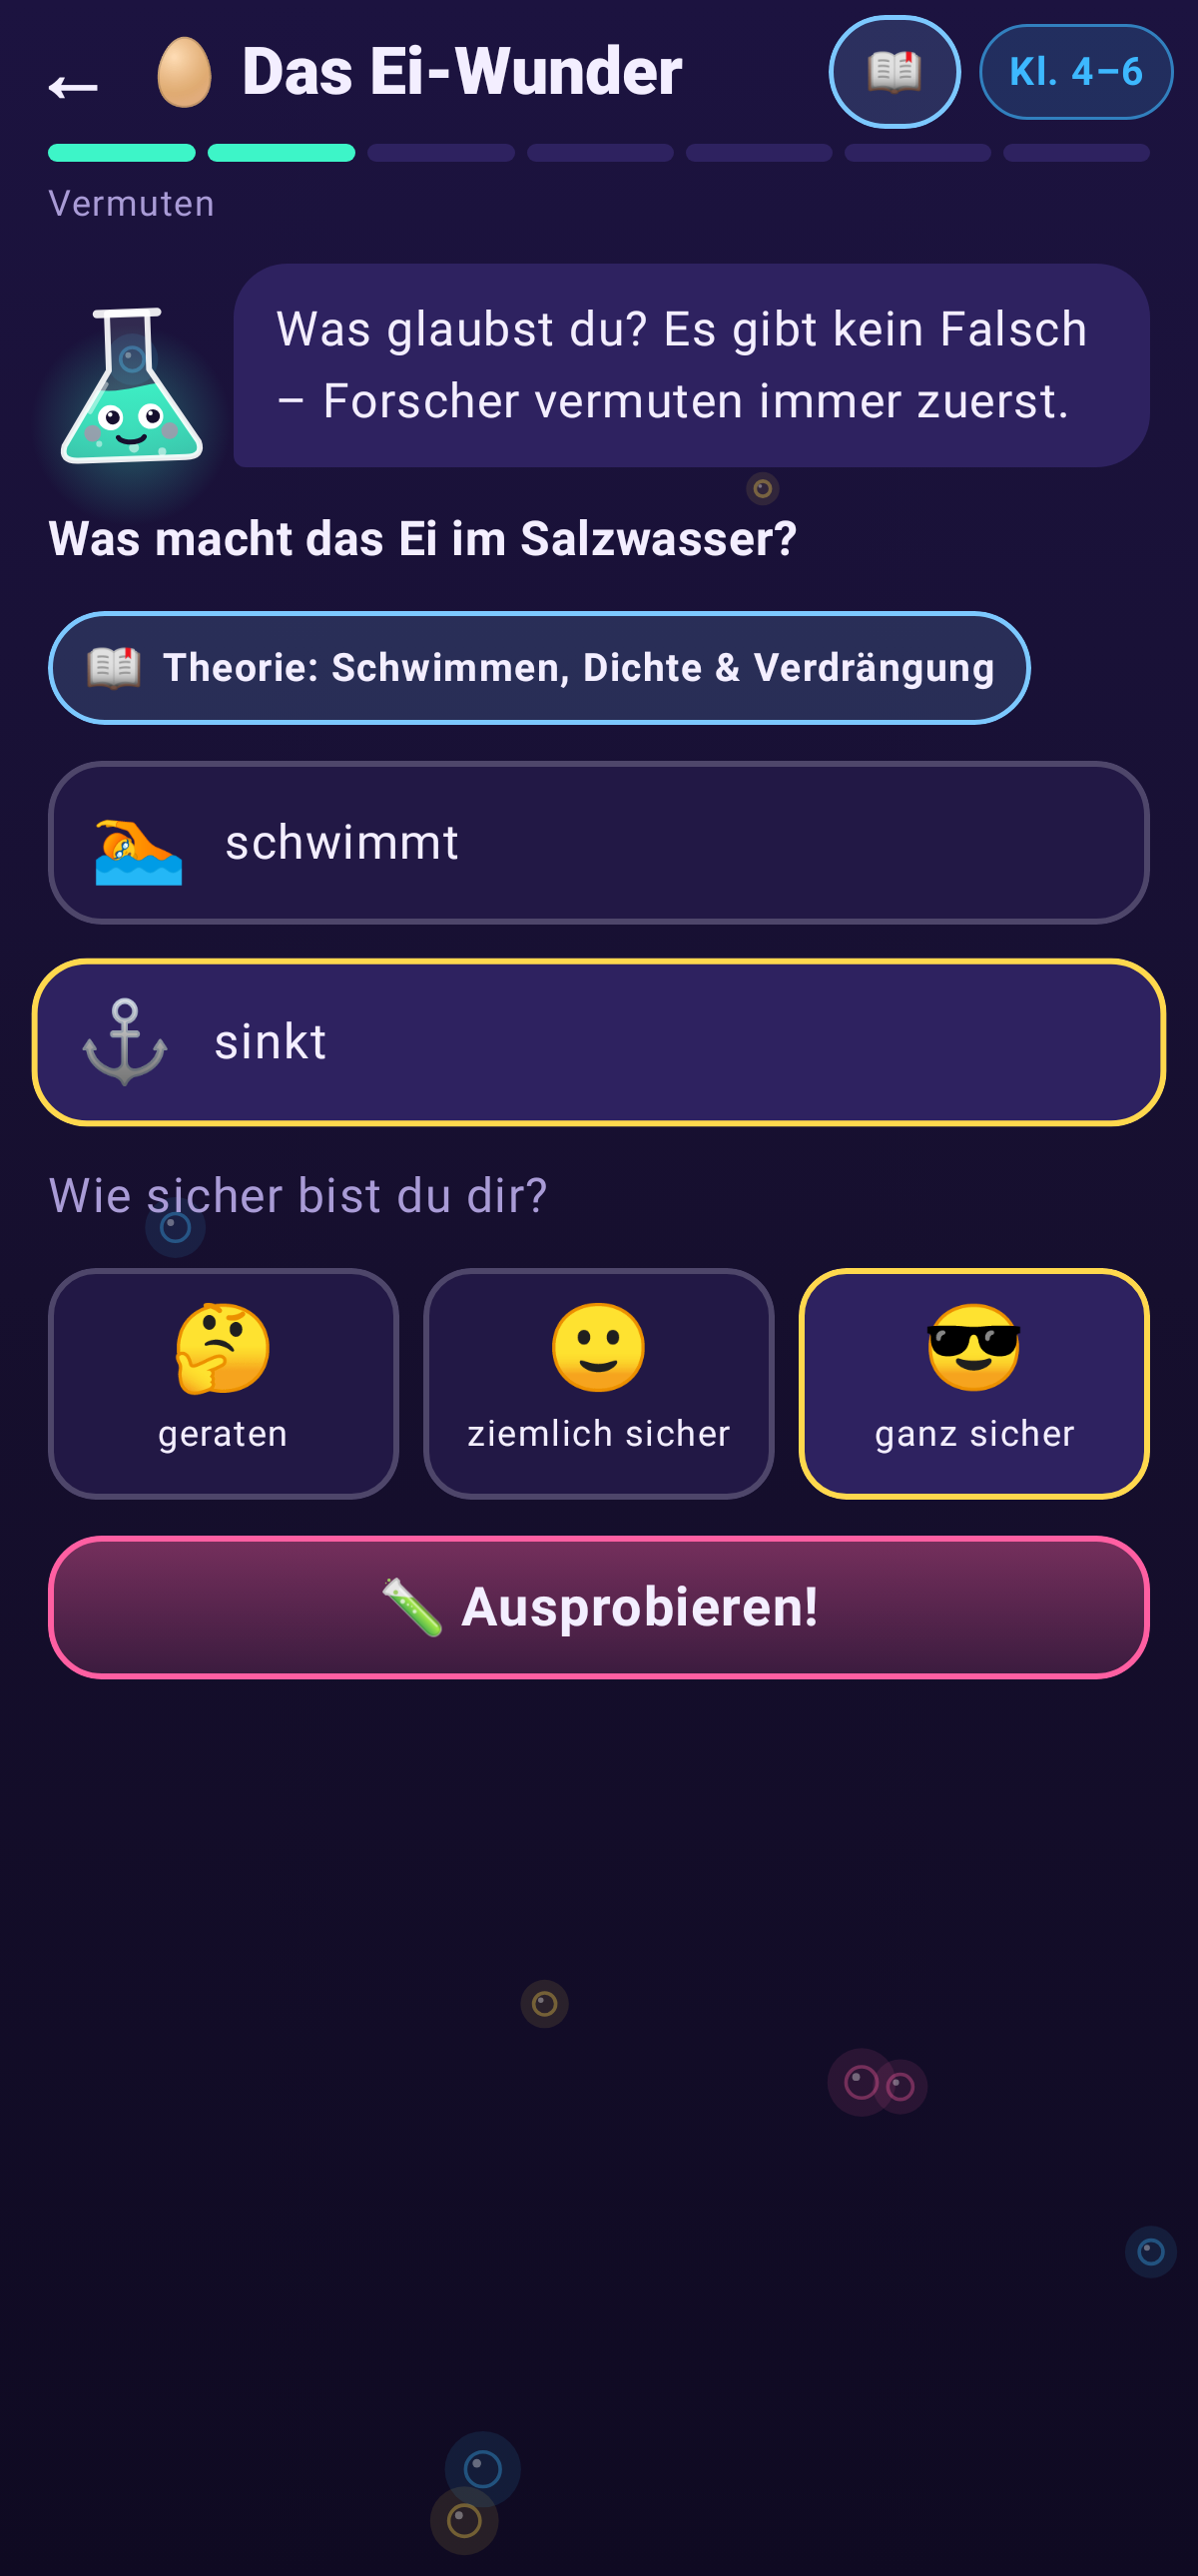 ← Das Ei-Wunder
Kl. 4–6
Vermuten
Was glaubst du? Es gibt kein Falsch
– Forscher vermuten immer zuerst.
Was macht das Ei im Salzwasser?
Theorie: Schwimmen, Dichte & Verdrängung
schwimmt
sinkt
Wie sicher bist du dir?
geraten
ziemlich sicher
ganz sicher
Ausprobieren!